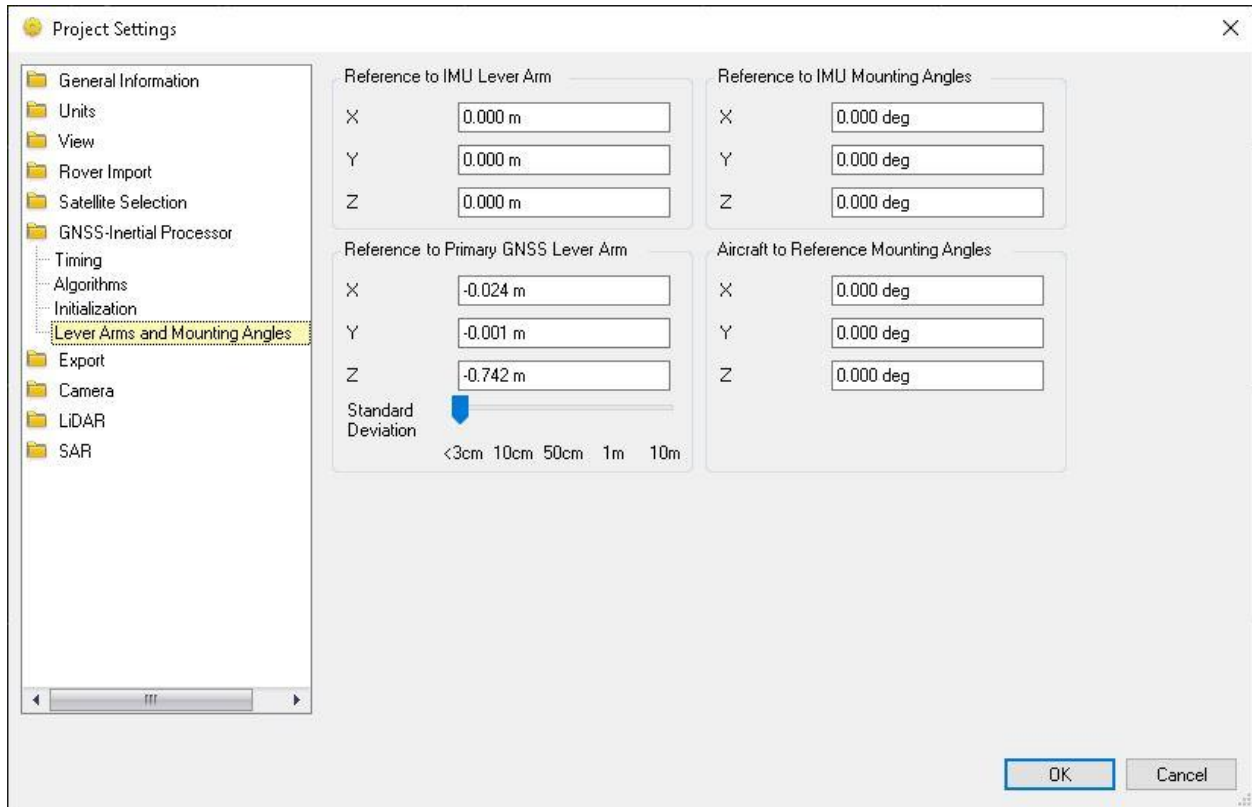 Project Settings
General Information
Units
View
Rover Import
Satellite Selection
GNSS-Inertial Processor
Timing
Algorithms
Initialization
Lever Arms and Mounting Angles
Export
Camera
LiDAR
SAR
Reference to IMU Lever Arm
X 0.000 m
Y 0.000 m
Z 0.000 m
Reference to IMU Mounting Angles
X 0.000 deg
Y 0.000 deg
Z 0.000 deg
Reference to Primary GNSS Lever Arm
X -0.024 m
Y -0.001 m
Z -0.742 m
Standard
Deviation
<3cm 10cm 50cm 1m 10m
Aircraft to Reference Mounting Angles
X 0.000 deg
Y 0.000 deg
Z 0.000 deg
OK Cancel